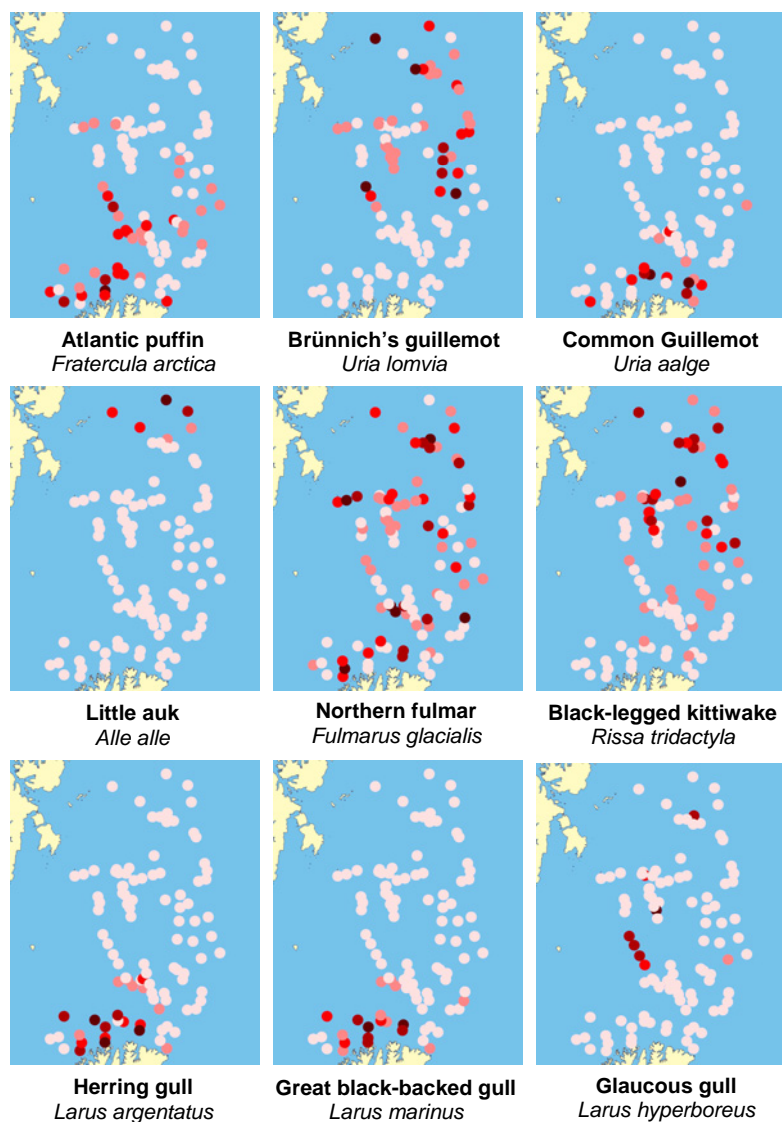 Atlantic puffin
Fratercula arctica
Brünnich's guillemot
Uria lomvia
Common Guillemot
Uria aalge
Little auk
Alle alle
Northern fulmar
Fulmarus glacialis
Black-legged kittiwake
Rissa tridactyla
Herring gull
Larus argentatus
Great black-backed gull
Larus marinus
Glaucous gull
Larus hyperboreus